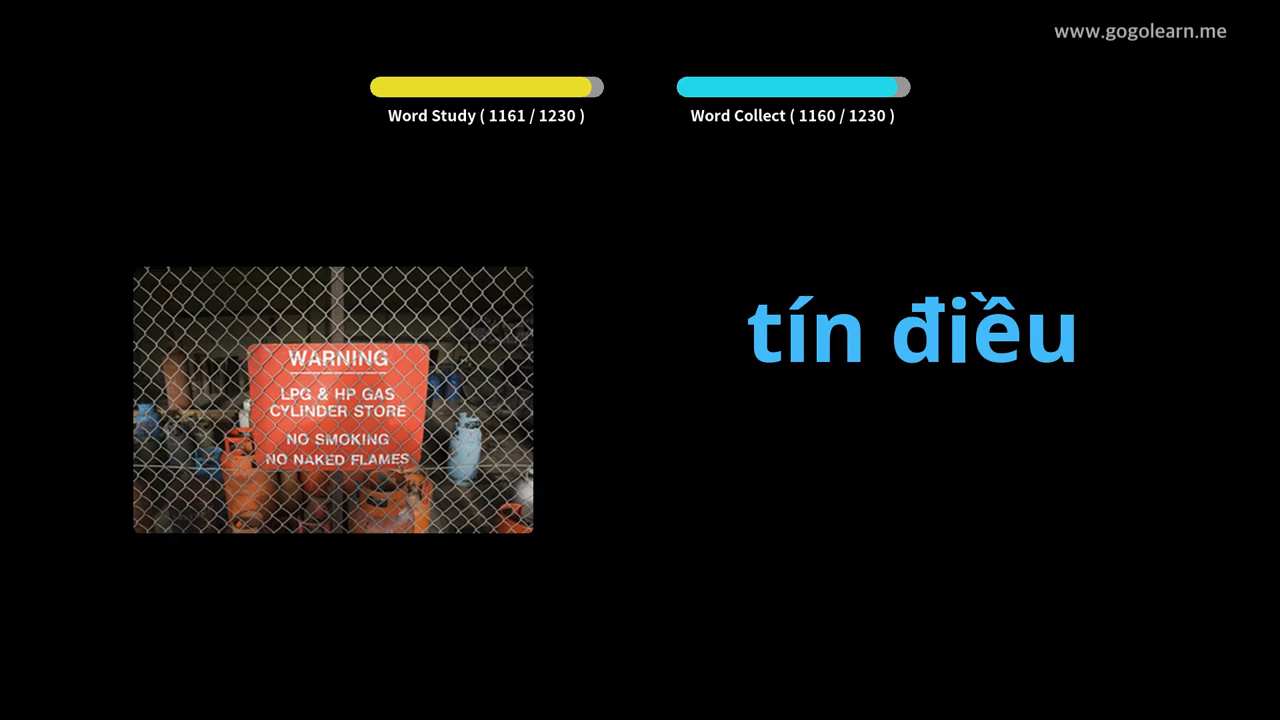 www.gogolearn.me
Word Study ( 1161 / 1230 )
Word Collect ( 1160 / 1230 )
WARNING
LPG & HP GAS
CYLINDER STORE
NO SMOKING
NO NAKED FLAMES
tín điều